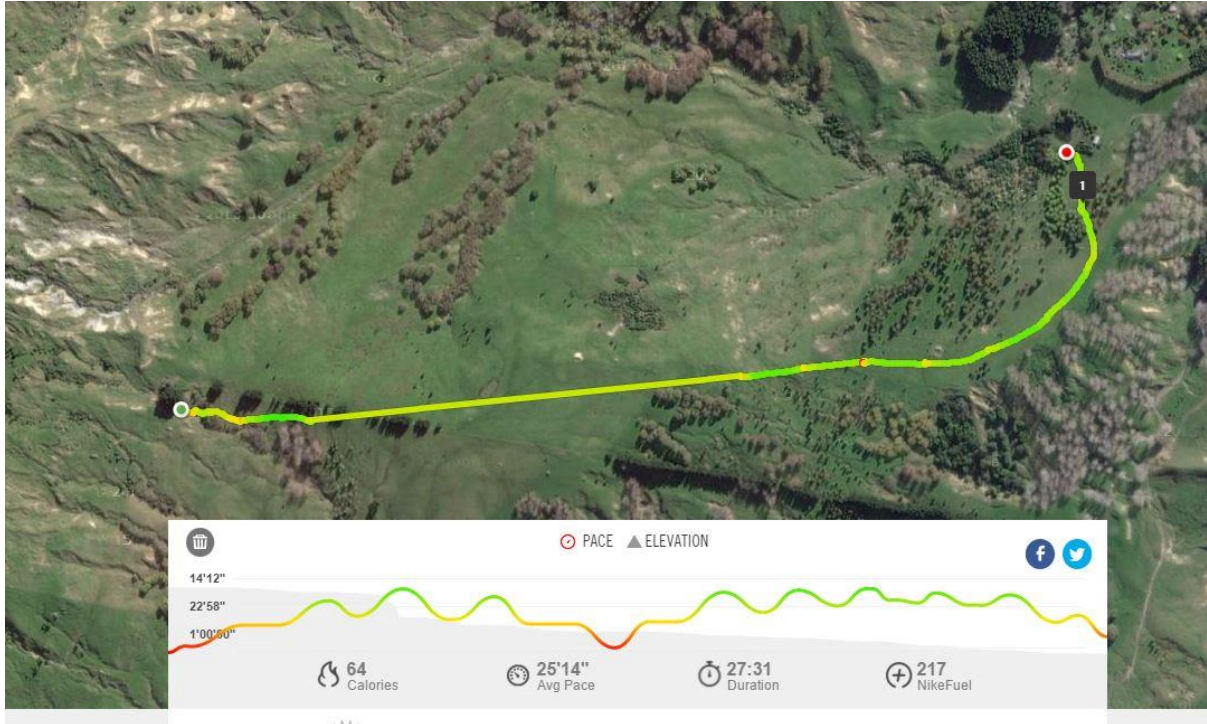 1
PACE ELEVATION
14'12"
22'58"
1'00'00"
64
Calories
25'14"
Avg Pace
27:31
Duration
217
NikeFuel